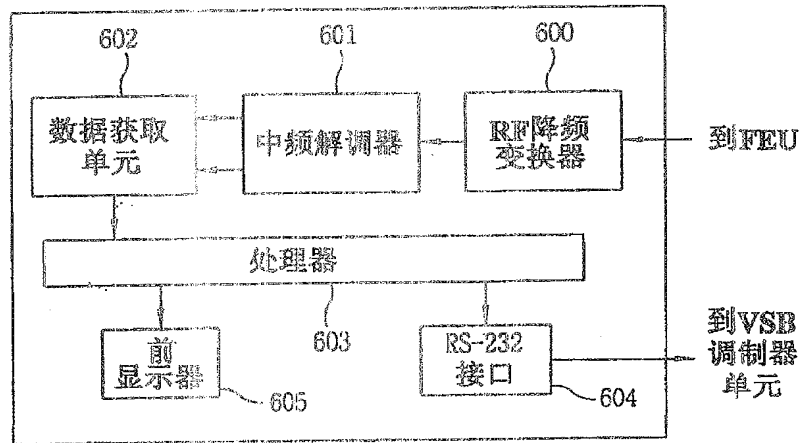 602
601
600
数据获取
单元
中频解调器
RF降频
变换器
到FEU
处理器
603
前
显示器
605
RS-232
接口
604
到VSB
调制器
单元